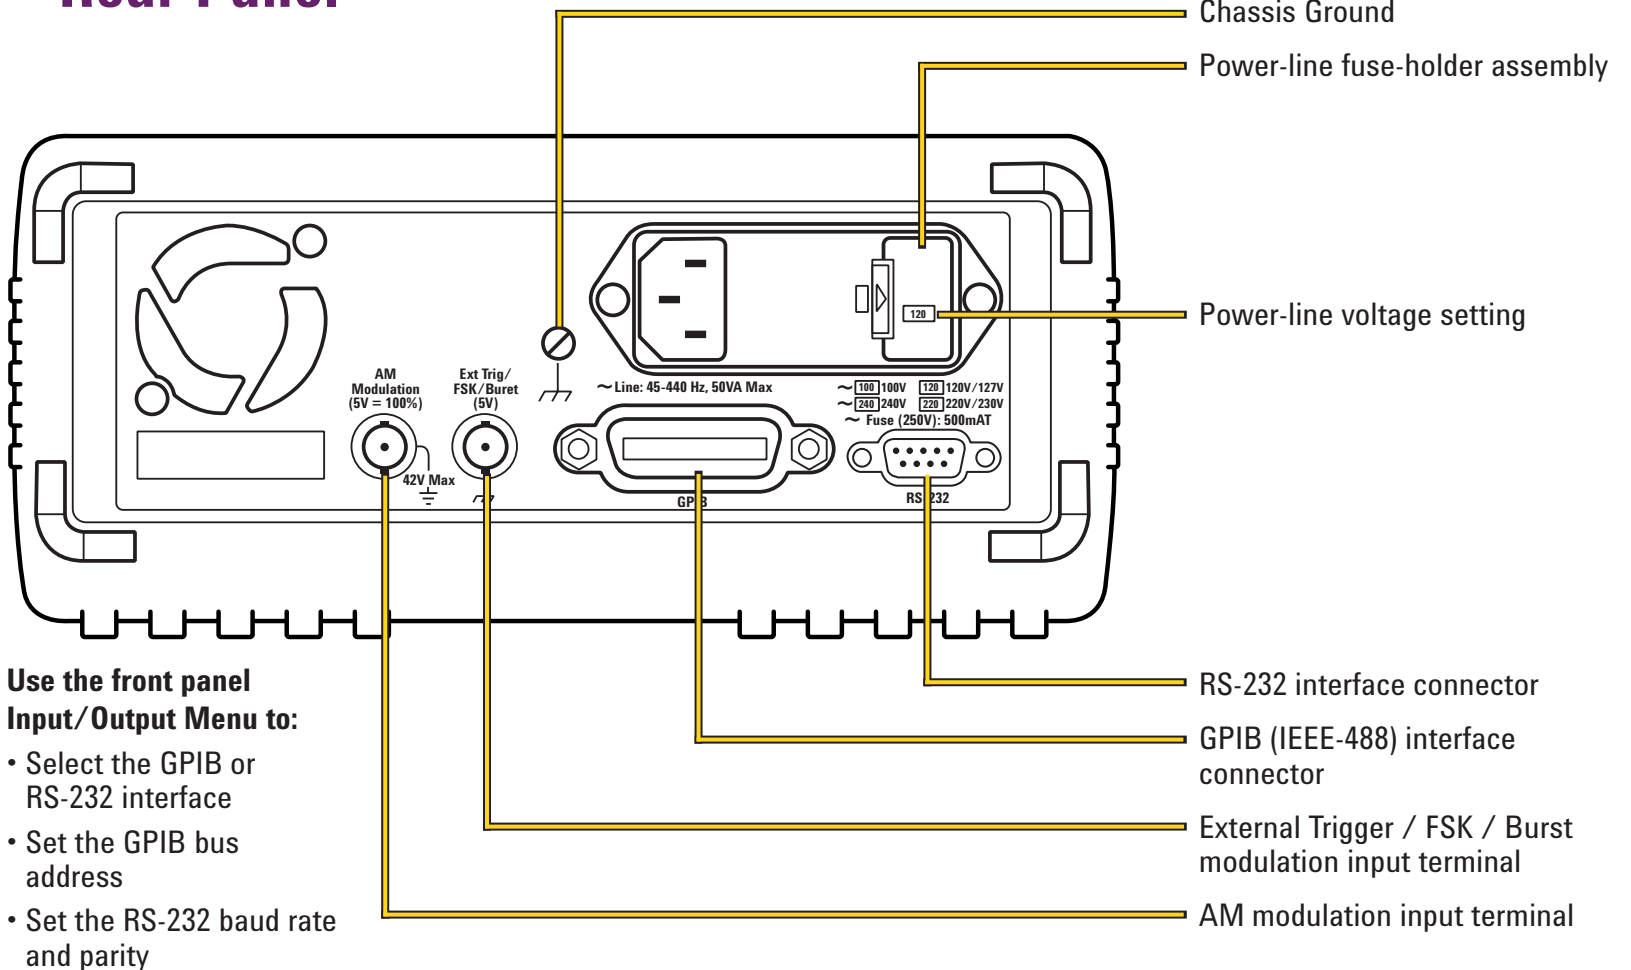 Rear Panel
Chassis Ground
Power-line fuse-holder assembly
Power-line voltage setting
120
AM
Modulation
(5V = 100%)
Ext Trig/
FSK/Buret
(5V)
~Line: 45-440 Hz, 50VA Max
~ 100 100V 120 120V/127V
~ 240 240V 220 220V/230V
~ Fuse (250V): 500mAT
42V Max
GPIB
RS-232
Use the front panel
Input/Output Menu to:
• Select the GPIB or
RS-232 interface
• Set the GPIB bus
address
• Set the RS-232 baud rate
and parity
RS-232 interface connector
GPIB (IEEE-488) interface
connector
External Trigger / FSK / Burst
modulation input terminal
AM modulation input terminal